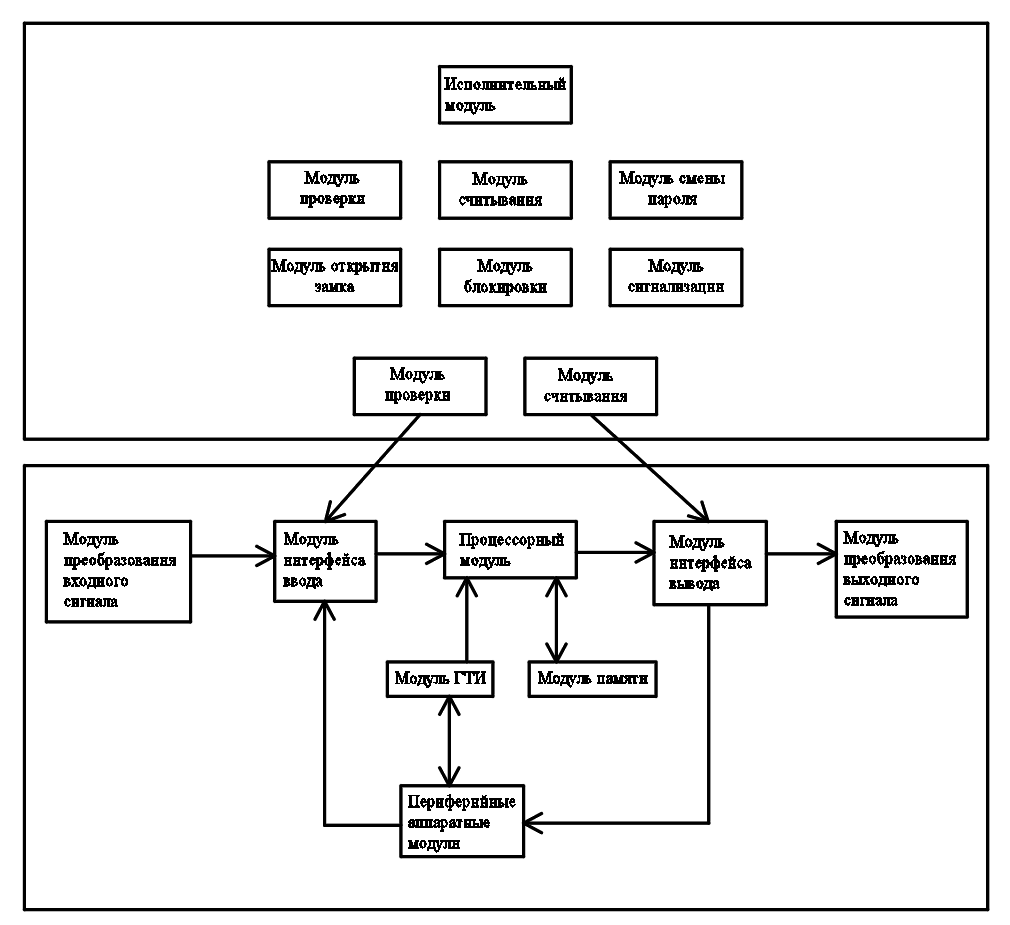 Исполнительный
модуль
Модуль
проверки
Модуль
считывания
Модуль смены
пароля
Модуль открытия
замка
Модуль
блокировки
Модуль
сигнализации
Модуль
проверки
Модуль
считывания
Модуль
преобразования
входного
сигнала
Модуль
интерфейса
ввода
Процессорный
модуль
Модуль
интерфейса
вывода
Модуль
преобразования
выходного
сигнала
Модуль ГТИ
Модуль памяти
Периферийные
аппаратные
модули